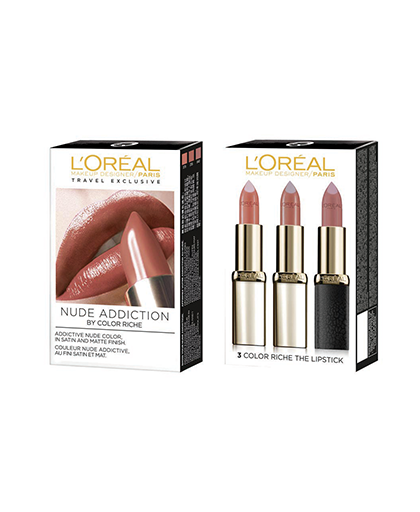 L'ORÉAL
MAKEUP DESIGNER/PARIS
TRAVEL EXCLUSIVE
NUDE ADDICTION
BY COLOR RICHE
ADDICTIVE NUDE COLOR,
IN SATIN AND MATTE FINISH.
COULEUR NUDE ADDICTIVE,
AU FINI SATIN ET MAT.
L'ORÉAL
MAKEUP DESIGNER/PARIS
3 COLOR RICHE THE LIPSTICK